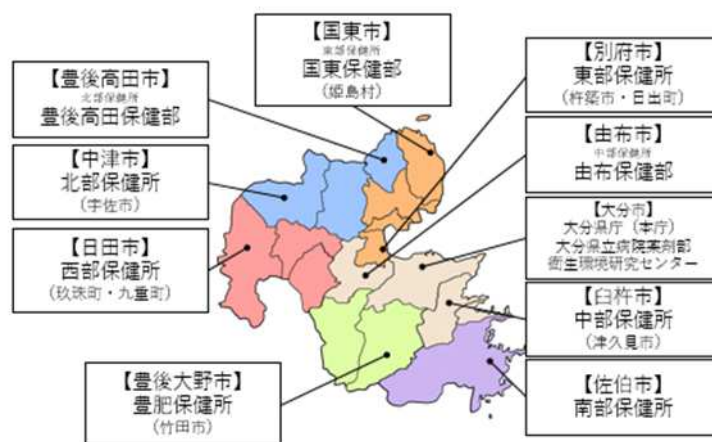 【国東市】
東部保健所
国東保健部
(姫島村)
【別府市】
東部保健所
(杵築市・日出町)
【豊後高田市】
北部保健所
豊後高田保健部
【由布市】
中部保健所
由布保健部
【中津市】
北部保健所
(宇佐市)
【大分市】
大分県庁(本庁)
大分県立病院薬剤部
衛生環境研究センター
【日田市】
西部保健所
(玖珠町・九重町)
【臼杵市】
中部保健所
(津久見市)
【豊後大野市】
豊肥保健所
(竹田市)
【佐伯市】
南部保健所